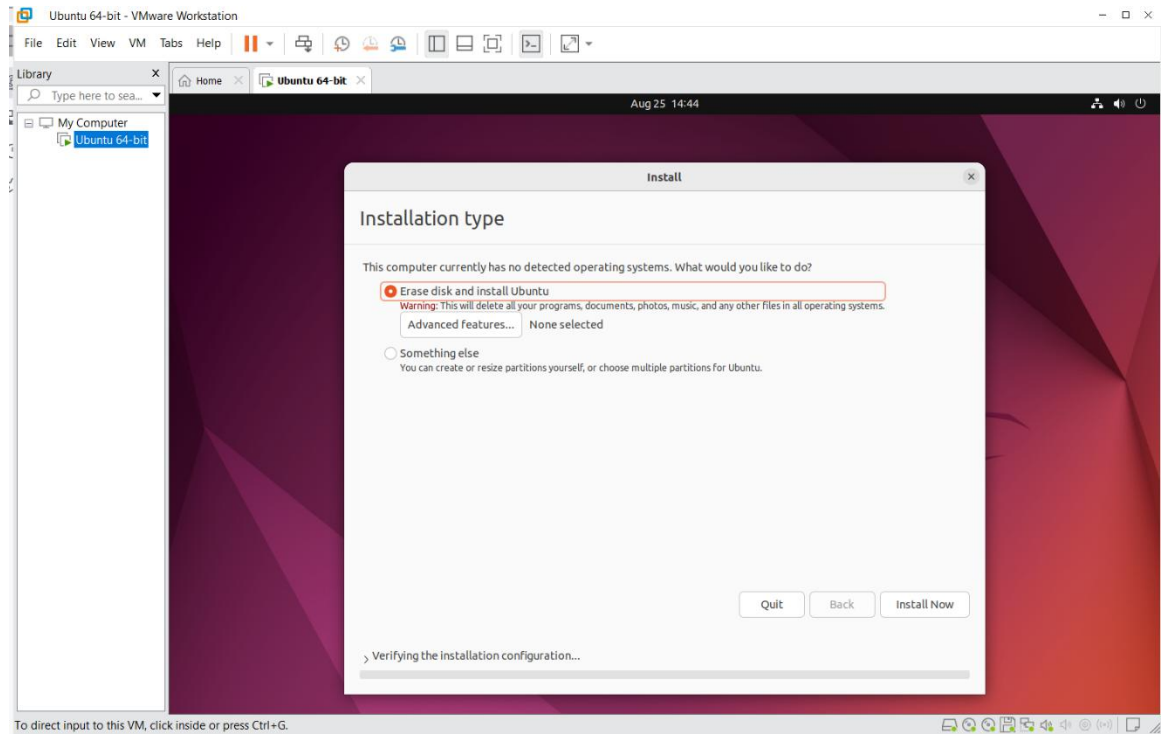 Ubuntu 64-bit - VMware Workstation
File Edit View VM Tabs Help
Library X
Home Ubuntu 64-bit
Type here to sea...
Aug 25 14:44
My Computer
Ubuntu 64-bit
Install
Installation type
This computer currently has no detected operating systems. What would you like to do?
Erase disk and install Ubuntu
Warning: This will delete all your programs, documents, photos, music, and any other files in all operating systems.
Advanced features... None selected
Something else
You can create or resize partitions yourself, or choose multiple partitions for Ubuntu.
Quit Back Install Now
Verifying the installation configuration...
To direct input to this VM, click inside or press Ctrl+G.